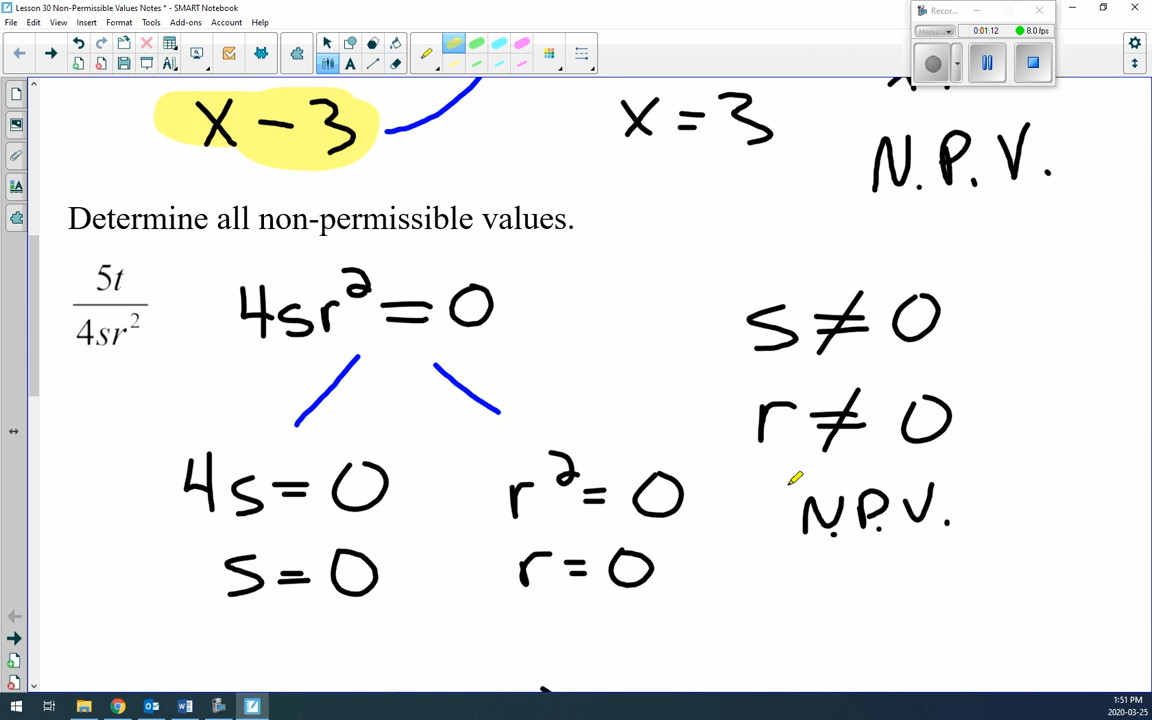 Lesson 30 Non-Permissible Values Notes * - SMART Notebook
File Edit View Insert Format Tools Add-ons Account Help
Recor...
Manual
0:01:12
8.0 fps
x - 3
x = 3
N.P.V.
Determine all non-permissible values.
5t
4sr²
4sr² = 0
s ≠ 0
r ≠ 0
N.P.V.
4s = 0
r² = 0
s = 0
r = 0
1:51 PM
2020-03-25